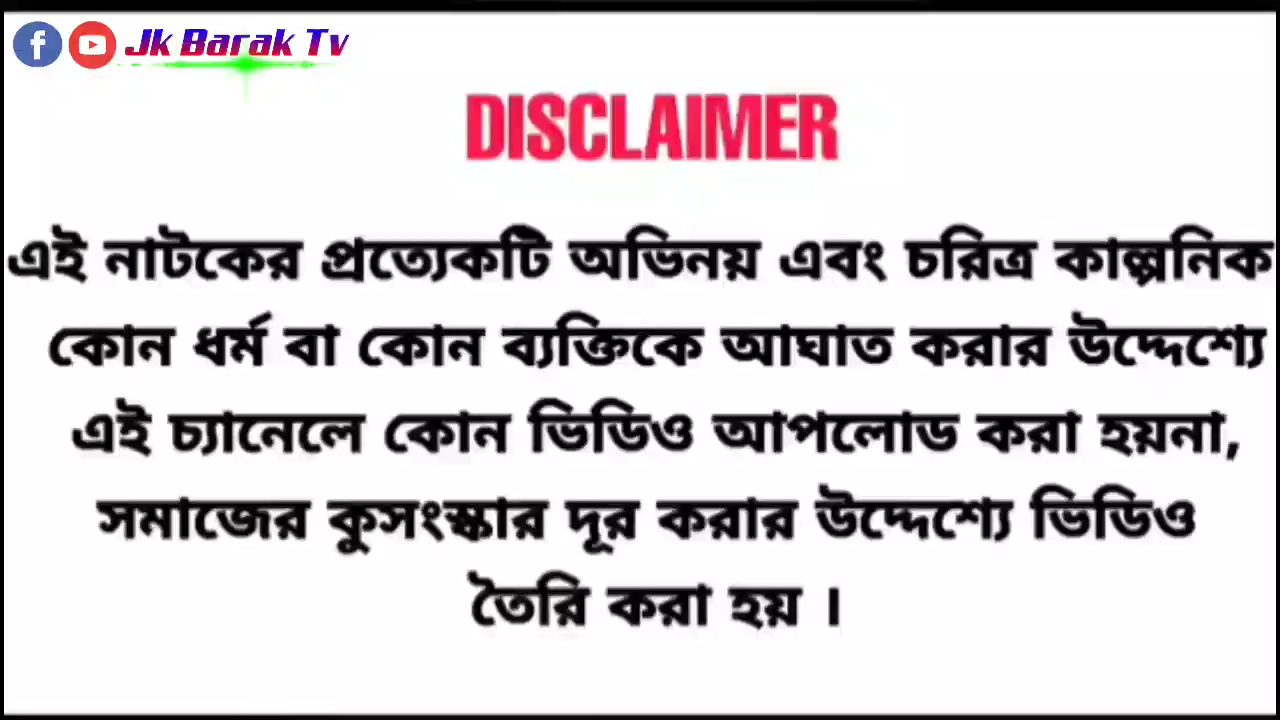 Jk Barak Tv
DISCLAIMER
এই নাটকের প্রত্যেকটি অভিনয় এবং চরিত্র কাল্পনিক
কোন ধর্ম বা কোন ব্যক্তিকে আঘাত করার উদ্দেশ্যে
এই চ্যানেলে কোন ভিডিও আপলোড করা হয়না,
সমাজের কুসংস্কার দূর করার উদ্দেশ্যে ভিডিও
তৈরি করা হয় ।